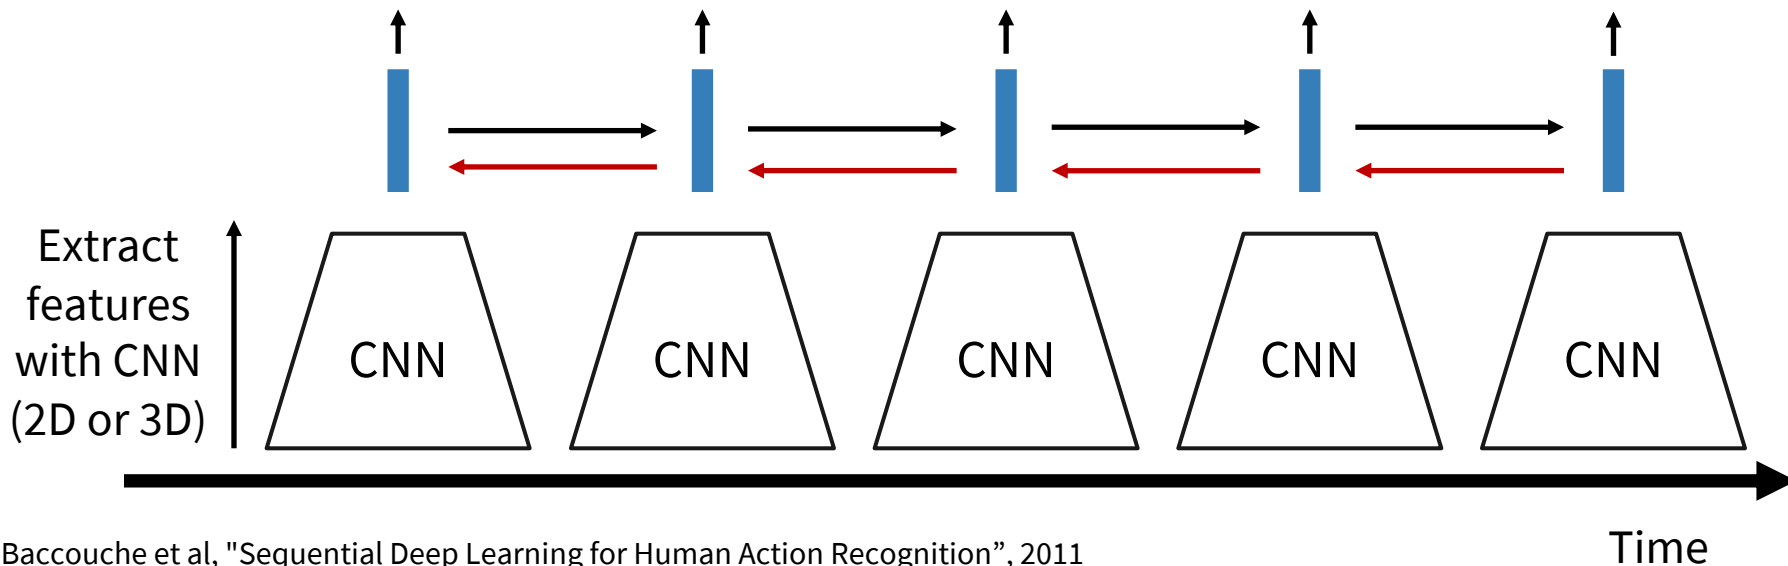 Extract
features
with CNN
(2D or 3D)
CNN CNN CNN CNN CNN
Time
Baccouche et al, "Sequential Deep Learning for Human Action Recognition”, 2011